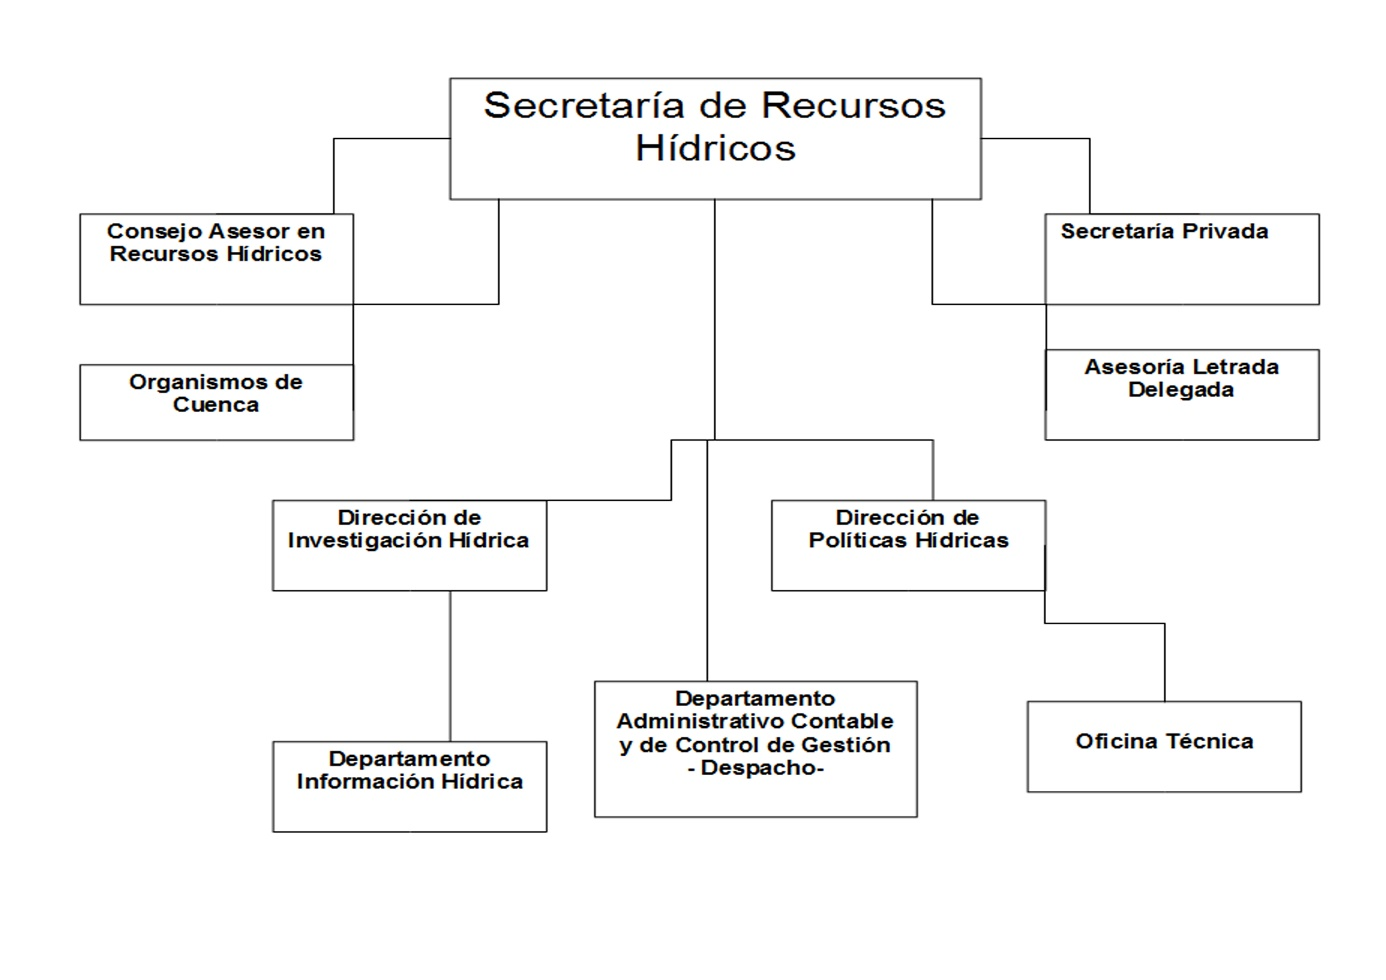 Secretaría de Recursos
Hídricos
Consejo Asesor en
Recursos Hídricos
Secretaría Privada
Organismos de
Cuenca
Asesoría Letrada
Delegada
Dirección de
Investigación Hídrica
Dirección de
Políticas Hídricas
Departamento
Administrativo Contable
y de Control de Gestión
- Despacho-
Oficina Técnica
Departamento
Información Hídrica